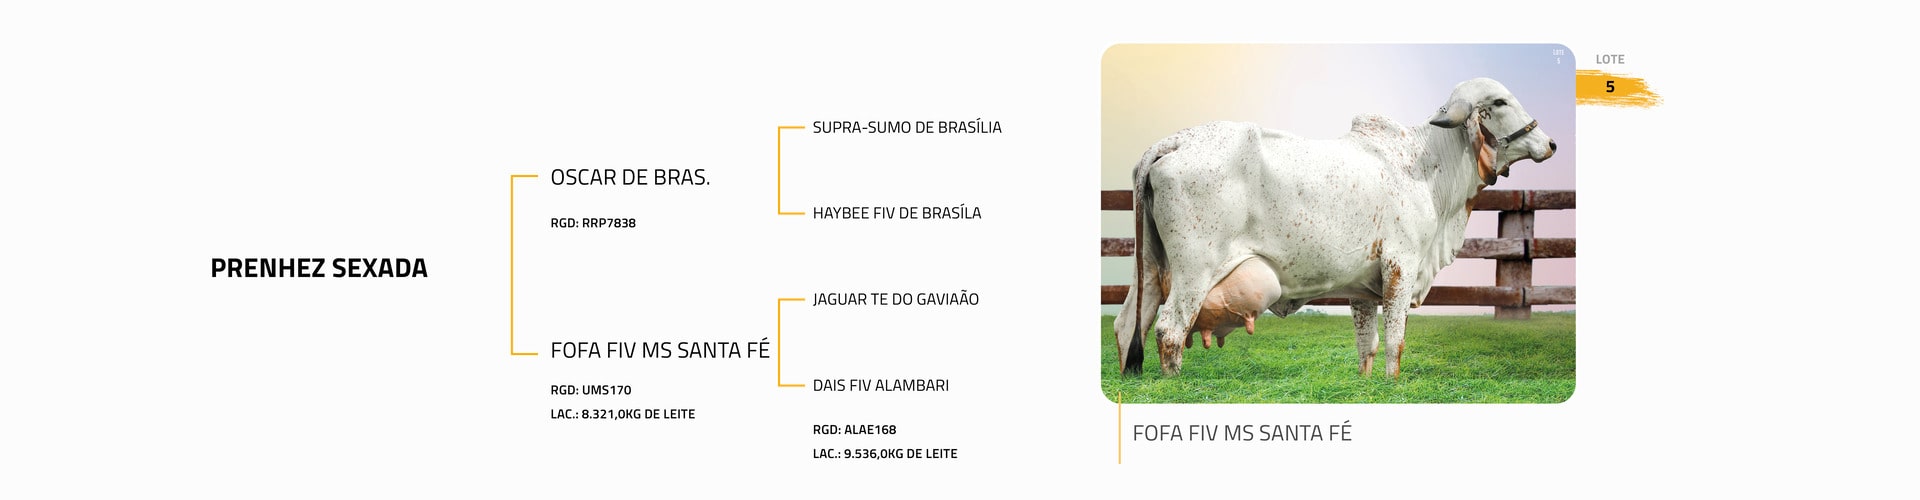 LOTE
5
LOTE
5
SUPRA-SUMO DE BRASÍLIA
OSCAR DE BRAS.
RGD: RRP7838
HAYBEE FIV DE BRASÍLA
PRENHEZ SEXADA
JAGUAR TE DO GAVIAÃO
FOFA FIV MS SANTA FÉ
RGD: UMS170
LAC.: 8.321,0KG DE LEITE
DAIS FIV ALAMBARI
RGD: ALAE168
LAC.: 9.536,0KG DE LEITE
FOFA FIV MS SANTA FÉ